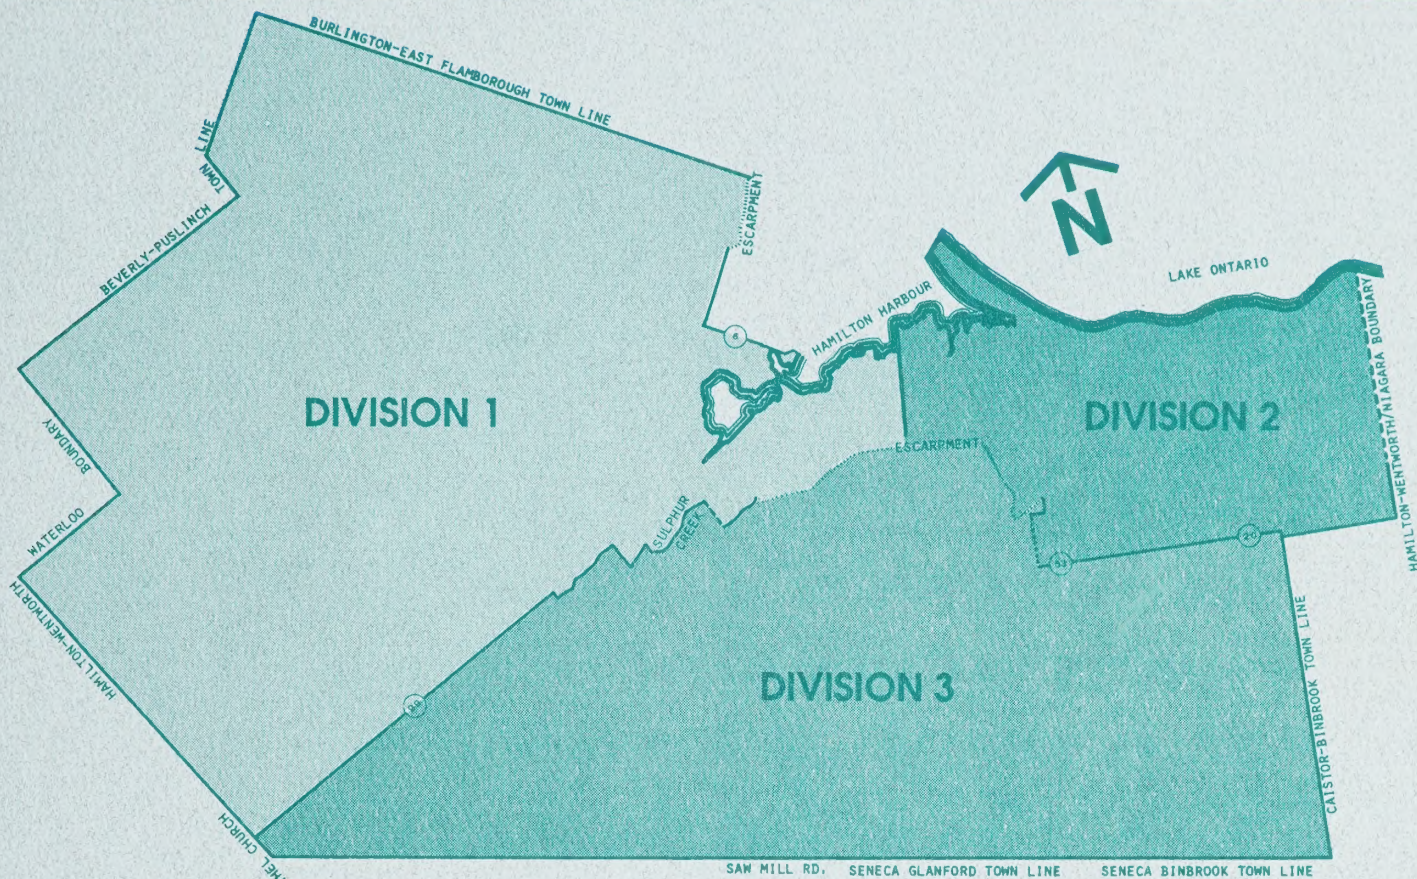 BURLINGTON-EAST FLAMBOROUGH TOWN LINE
TOWN LINE
BEVERLY-PUSLINCH
ESCARPMENT
N
LAKE ONTARIO
HAMILTON HARBOUR
6
HAMILTON-WENTWORTH/NIAGARA BOUNDARY
DIVISION 1
DIVISION 2
ESCARPMENT
BOUNDARY
WATERLOO
HAMILTON-WENTWORTH
SULPHUR
CREEK
53
20
DIVISION 3
CAISTOR-BINBROOK TOWN LINE
CHURCH
SAW MILL RD. SENECA GLANFORD TOWN LINE SENECA BINBROOK TOWN LINE